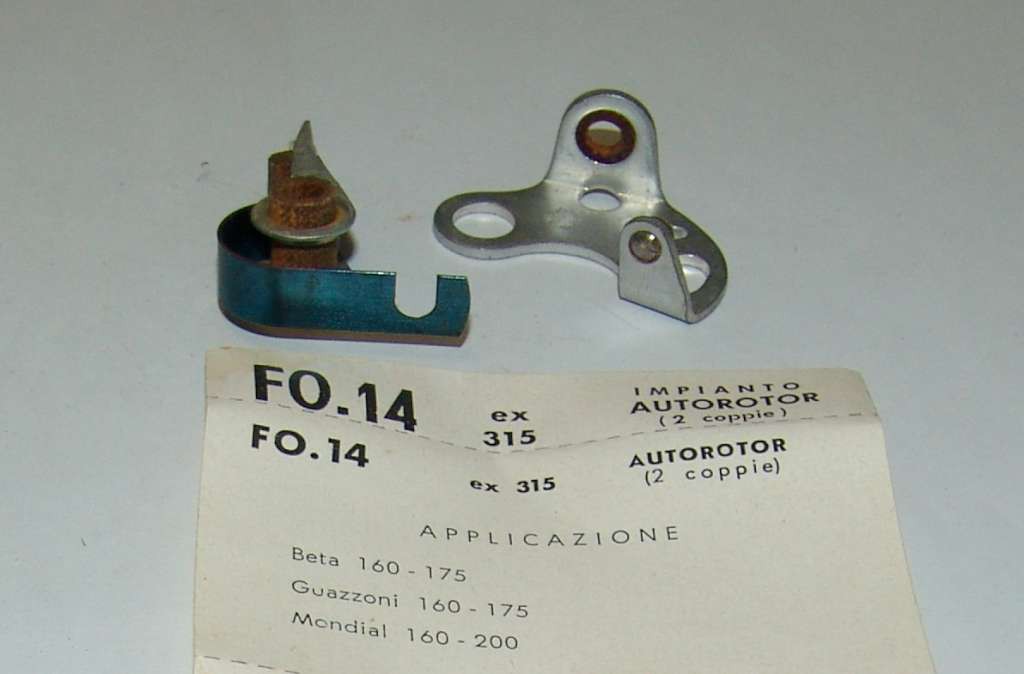 FO.14 ex 315 IMPIANTO
AUTOROTOR
(2 coppie)
FO.14 ex 315 AUTOROTOR
(2 coppie)
APPLICAZIONE
Beta 160 - 175
Guazzoni 160 - 175
Mondial 160 - 200